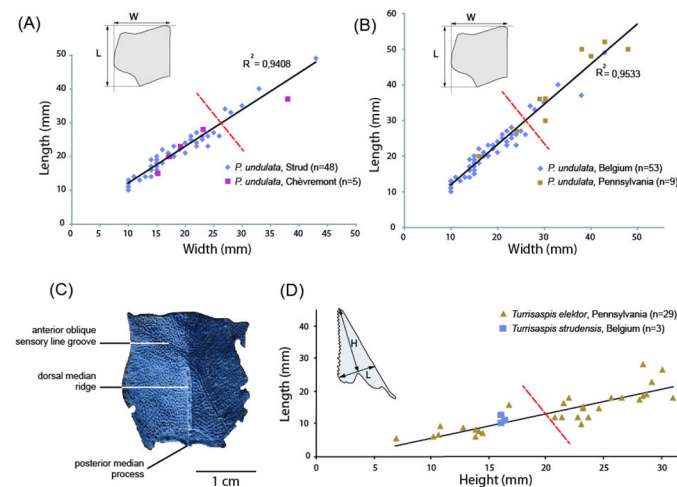 (A)
W
L
R² = 0,9408
Length (mm)
50
40
30
20
10
0
P. undulata, Strud (n=48)
P. undulata, Chèvremont (n=5)
5
10
15
20
25
30
35
40
45
Width (mm)
(B)
W
L
R² = 0,9533
Length (mm)
60
50
40
30
20
10
0
P. undulata, Belgium (n=53)
P. undulata, Pennsylvania (n=9)
0
10
20
30
40
50
Width (mm)
(C)
anterior oblique
sensory line groove
dorsal median
ridge
posterior median
process
1 cm
(D)
H
L
Turrisaspis elektor, Pennsylvania (n=29)
Turrisaspis strudensis, Belgium (n=3)
Length (mm)
50
40
30
20
10
0
0
5
10
15
20
25
30
Height (mm)